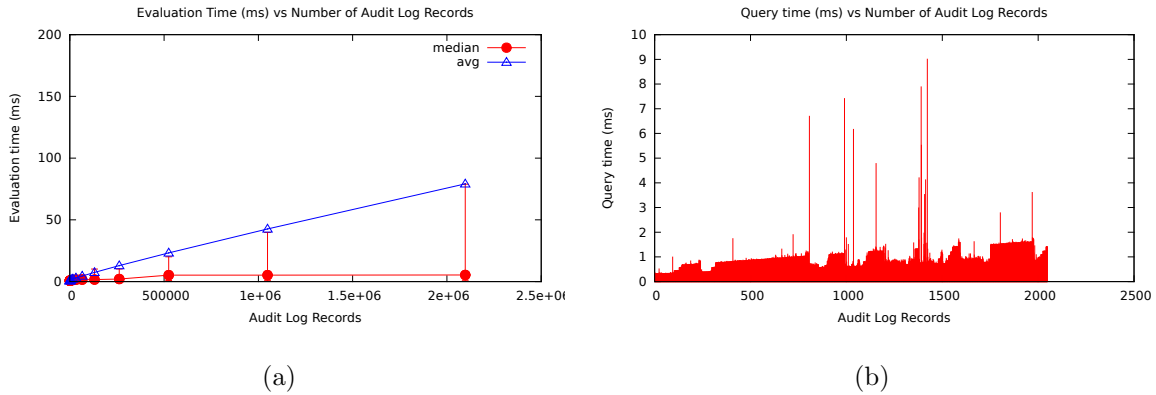 Evaluation Time (ms) vs Number of Audit Log Records
200
150
100
50
0
Evaluation time (ms)
median
avg
0 500000 1e+06 1.5e+06 2e+06 2.5e+0
Audit Log Records
(a)
Query time (ms) vs Number of Audit Log Records
10
9
8
7
6
5
4
3
2
1
0
Query time (ms)
0 500 1000 1500 2000 2500
Audit Log Records
(b)